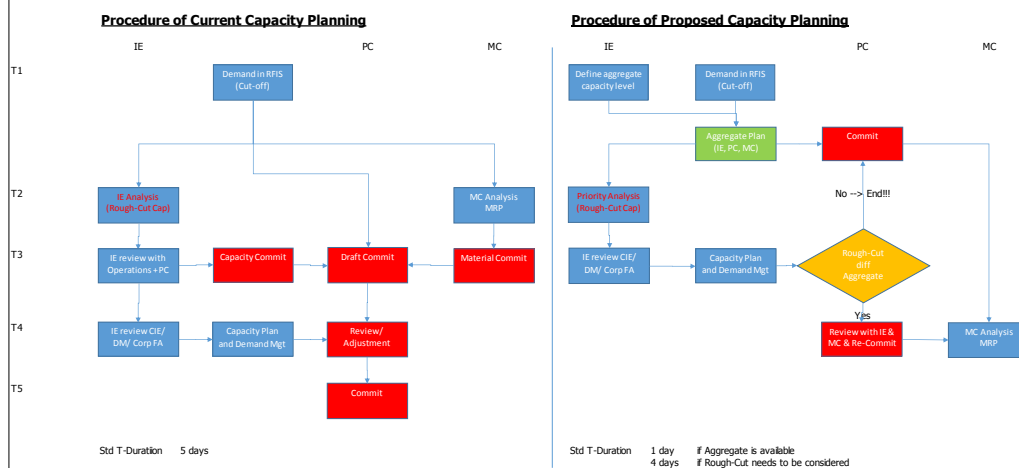 Procedure of Current Capacity Planning
IE
PC
MC
T1
Demand in RFIS
(Cut-off)
T2
IE Analysis
(Rough-Cut Cap)
MC Analysis
MRP
T3
IE review with
Operations +PC
Capacity Commit
Draft Commit
Material Commit
T4
IE review CIE/
DM/ Corp FA
Capacity Plan
and Demand Mgt
Review/
Adjustment
T5
Commit
Std T-Duration 5 days
Procedure of Proposed Capacity Planning
IE
PC
MC
Define aggregate
capacity level
Demand in RFIS
(Cut-off)
Aggregate Plan
(IE, PC, MC)
Commit
Priority Analysis
(Rough-Cut Cap)
No --> End!!!
IE review CIE/
DM/ Corp FA
Capacity Plan
and Demand Mgt
Rough-Cut
diff
Aggregate
Yes
Review with IE &
MC & Re-Commit
MC Analysis
MRP
Std T-Duration 1 day if Aggregate is available
4 days if Rough-Cut needs to be considered